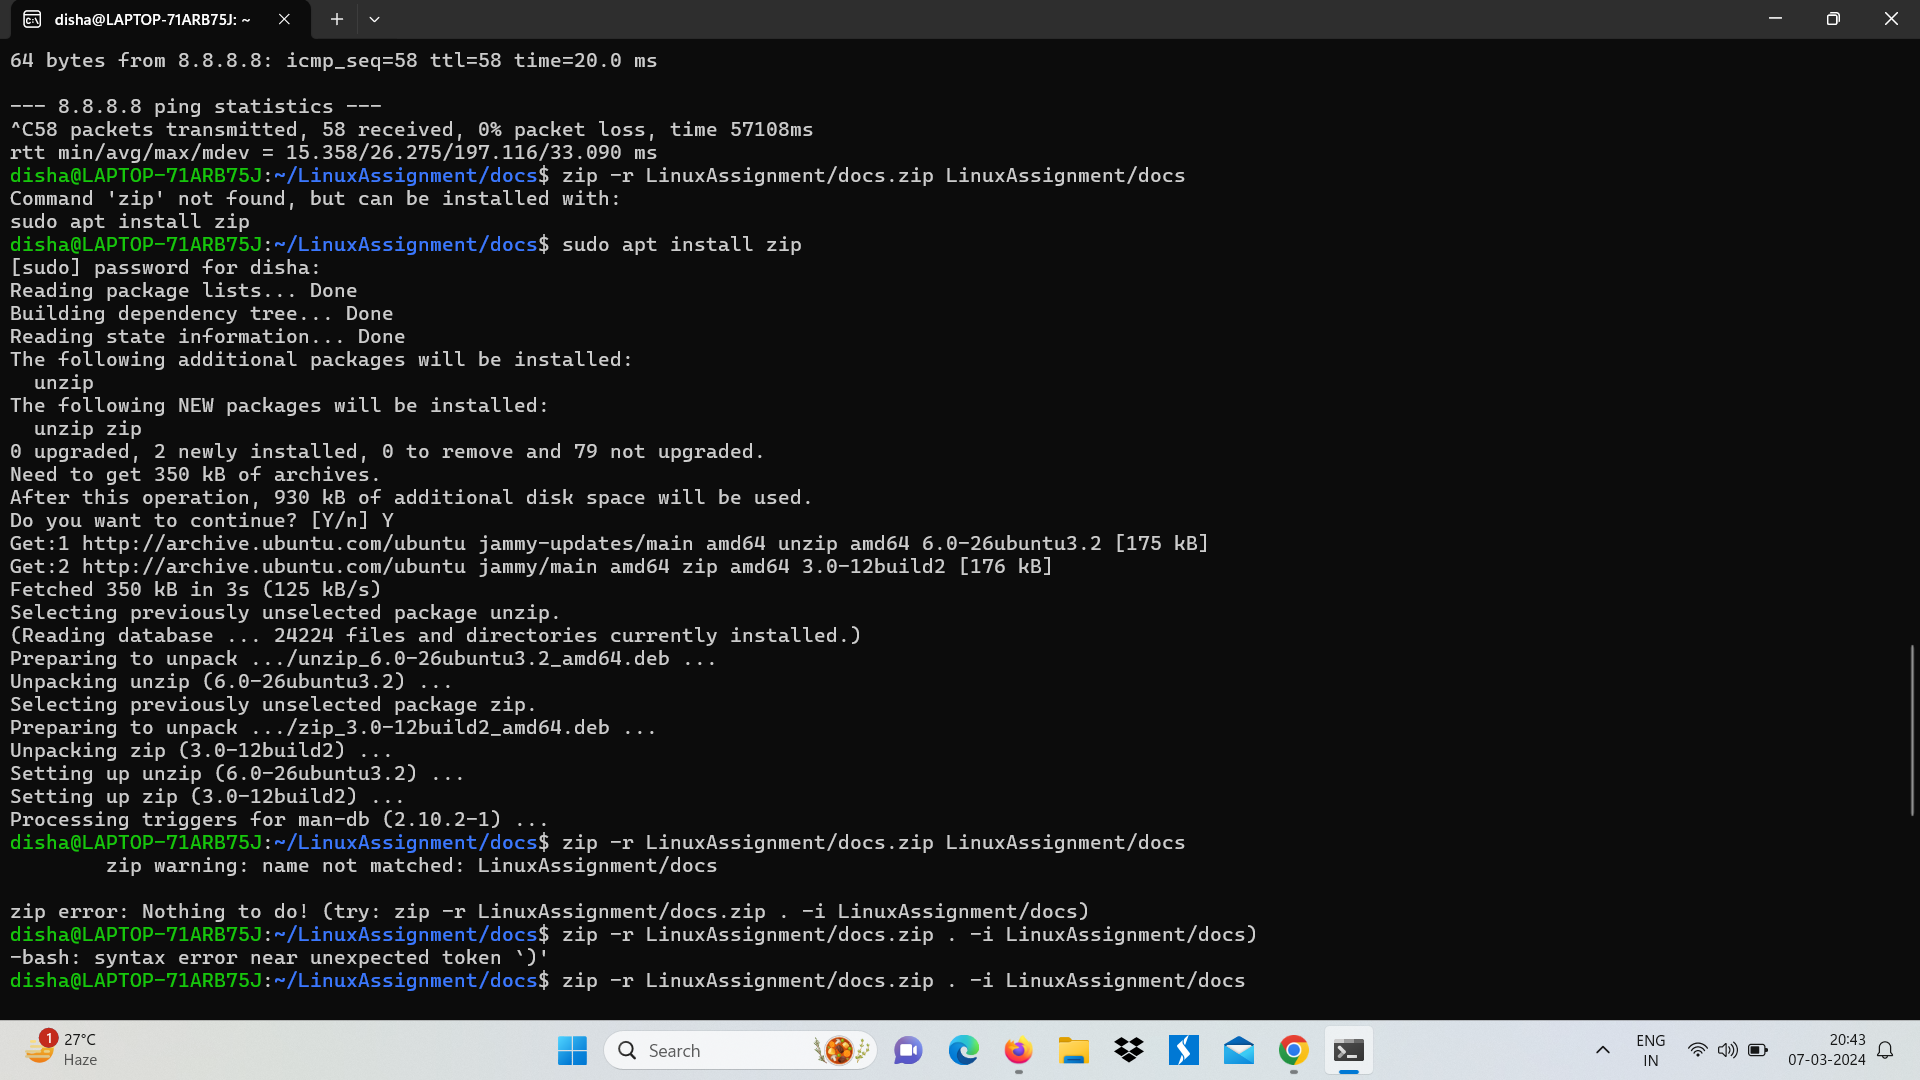 disha@LAPTOP-71ARB75J: ~
64 bytes from 8.8.8.8: icmp_seq=58 ttl=58 time=20.0 ms
--- 8.8.8.8 ping statistics ---
^C58 packets transmitted, 58 received, 0% packet loss, time 57108ms
rtt min/avg/max/mdev = 15.358/26.275/197.116/33.090 ms
disha@LAPTOP-71ARB75J:~/LinuxAssignment/docs$ zip -r LinuxAssignment/docs.zip LinuxAssignment/docs
Command 'zip' not found, but can be installed with:
sudo apt install zip
disha@LAPTOP-71ARB75J:~/LinuxAssignment/docs$ sudo apt install zip
[sudo] password for disha:
Reading package lists... Done
Building dependency tree... Done
Reading state information... Done
The following additional packages will be installed:
  unzip
The following NEW packages will be installed:
  unzip zip
0 upgraded, 2 newly installed, 0 to remove and 79 not upgraded.
Need to get 350 kB of archives.
After this operation, 930 kB of additional disk space will be used.
Do you want to continue? [Y/n] Y
Get:1 http://archive.ubuntu.com/ubuntu jammy-updates/main amd64 unzip amd64 6.0-26ubuntu3.2 [175 kB]
Get:2 http://archive.ubuntu.com/ubuntu jammy/main amd64 zip amd64 3.0-12build2 [176 kB]
Fetched 350 kB in 3s (125 kB/s)
Selecting previously unselected package unzip.
(Reading database ... 24224 files and directories currently installed.)
Preparing to unpack .../unzip_6.0-26ubuntu3.2_amd64.deb ...
Unpacking unzip (6.0-26ubuntu3.2) ...
Selecting previously unselected package zip.
Preparing to unpack .../zip_3.0-12build2_amd64.deb ...
Unpacking zip (3.0-12build2) ...
Setting up unzip (6.0-26ubuntu3.2) ...
Setting up zip (3.0-12build2) ...
Processing triggers for man-db (2.10.2-1) ...
disha@LAPTOP-71ARB75J:~/LinuxAssignment/docs$ zip -r LinuxAssignment/docs.zip LinuxAssignment/docs
        zip warning: name not matched: LinuxAssignment/docs
zip error: Nothing to do! (try: zip -r LinuxAssignment/docs.zip . -i LinuxAssignment/docs)
disha@LAPTOP-71ARB75J:~/LinuxAssignment/docs$ zip -r LinuxAssignment/docs.zip . -i LinuxAssignment/docs)
-bash: syntax error near unexpected token `)'
disha@LAPTOP-71ARB75J:~/LinuxAssignment/docs$ zip -r LinuxAssignment/docs.zip . -i LinuxAssignment/docs
1
27°C
Haze
Search
ENG
IN
20:43
07-03-2024